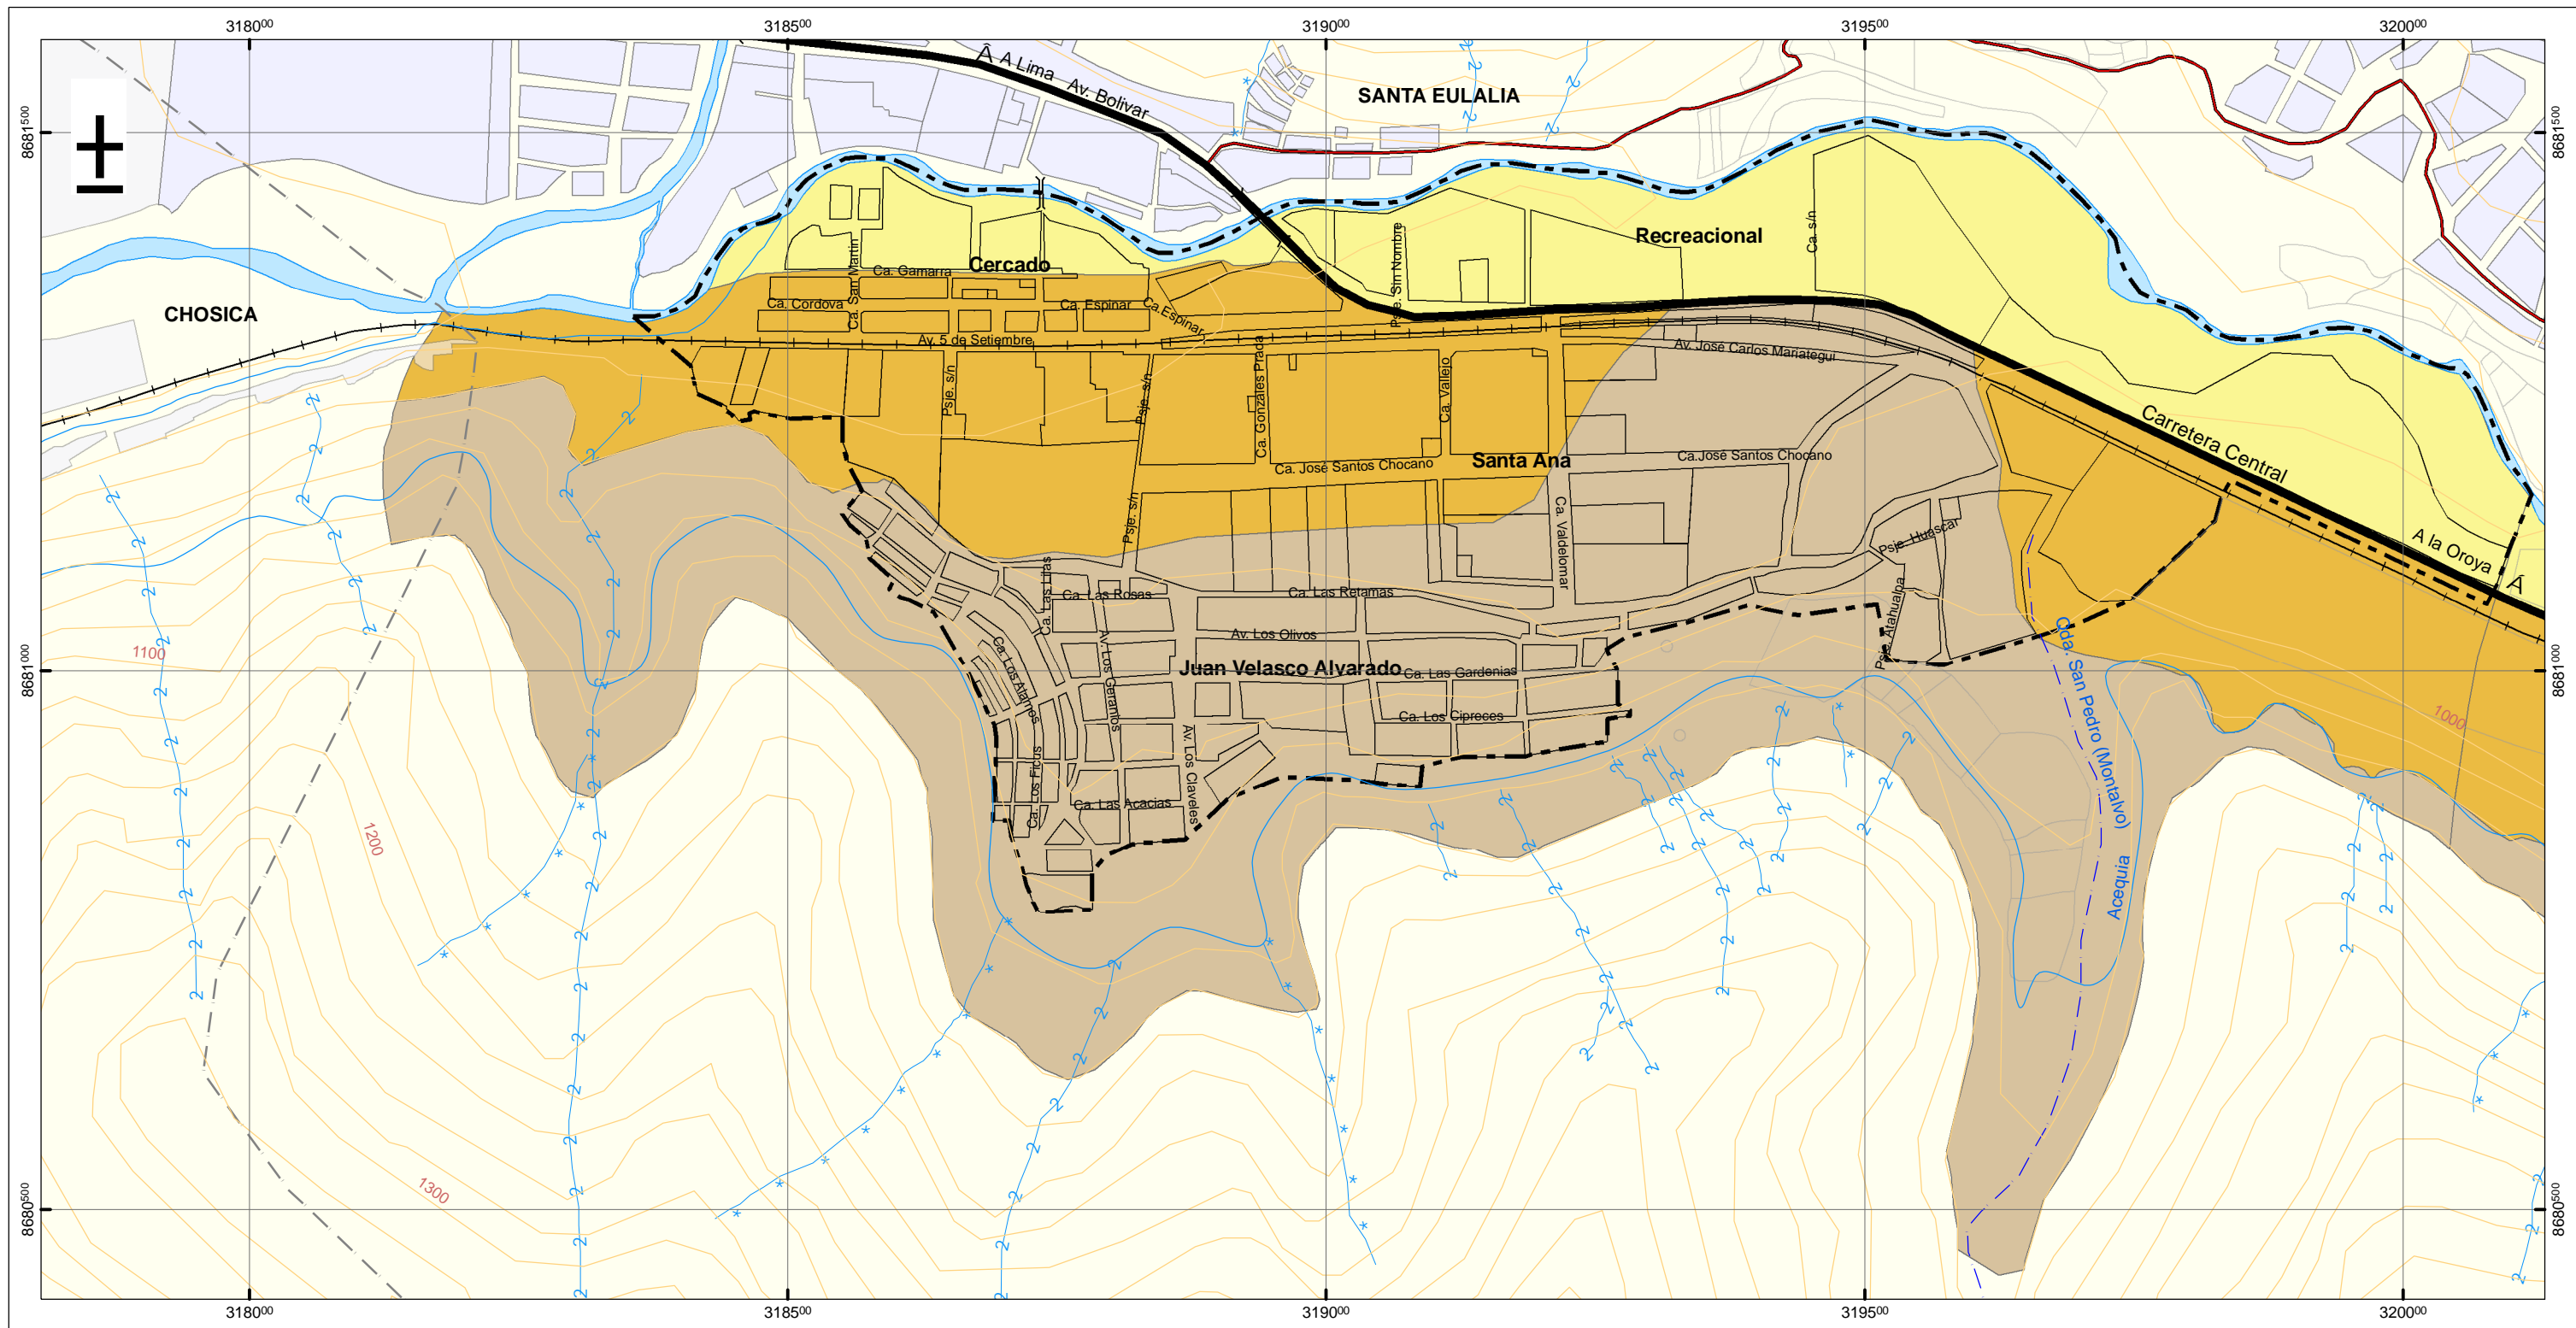 318000
318500
319000
319500
320000
8681500
8681500
Â A Lima
Av. Bolivar
SANTA EULALIA
Recreacional
Ca. s/n
Psje. Sin Nombre
Cercado
Ca. San Martin
Ca. Gamarra
Ca. Cordova
Ca. Espinar
Ca.Espinar
CHOSICA
Av. 5 de Setiembre
Av. José Carlos Mariategui
Psje. s/n
Psje. s/n
Ca. Gonzales Prada
Ca. Vallejo
Carretera Central
Santa Ana
Ca. José Santos Chocano
Ca.José Santos Chocano
Psje. s/n
Ca. Valdelomar
Psje. Huascar
A la Oroya
Â
Ca. Las Lilas
Ca. Las Rosas
Ca. Las Retamas
Psje. Atahualpa
Av. Los Olivos
8681000
8681000
1100
Ca. Los Alamos
Av. Los Gerantos
Juan Velasco Alvarado
Ca. Las Gardenias
Ca. Los Cipreces
Qda. San Pedro (Montalvo)
1000
Ca. Los Ficus
Av. Los Claveles
Ca. Las Acacias
1200
Acequia
1300
8680500
8680500
318000
318500
319000
319500
320000